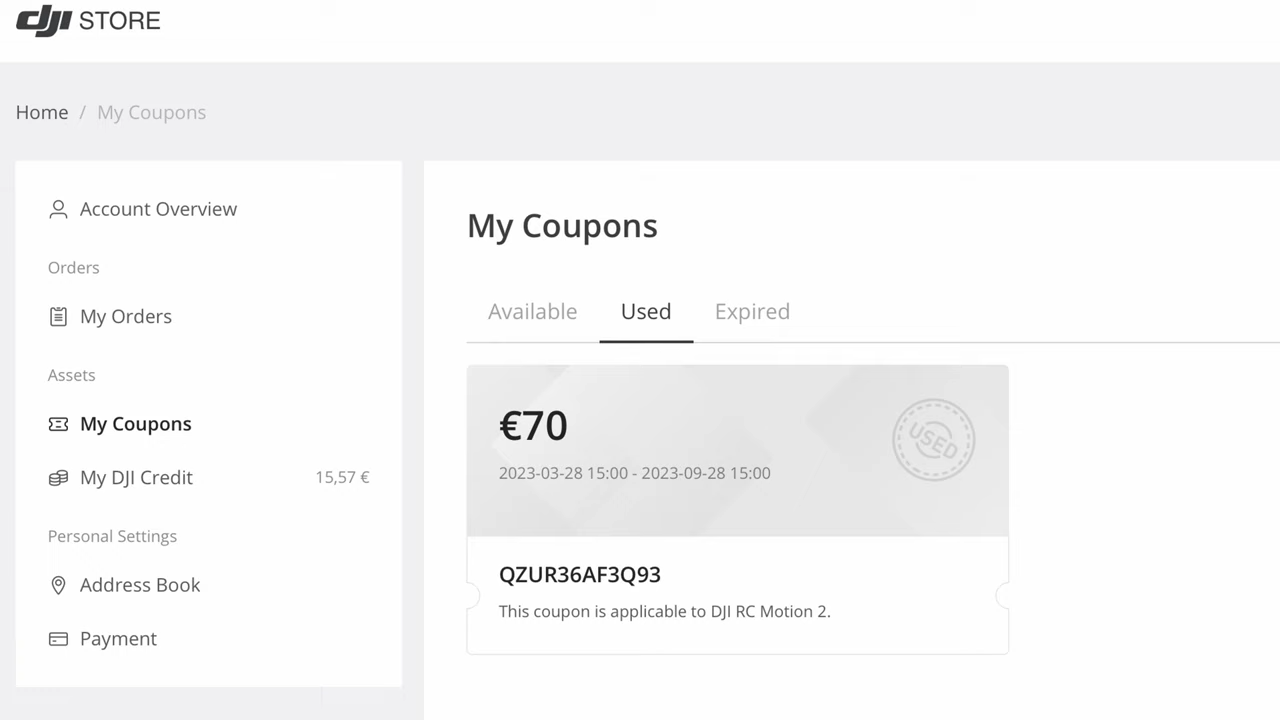 dji STORE
Home / My Coupons
Account Overview
Orders
My Orders
Assets
My Coupons
My DJI Credit 15,57 €
Personal Settings
Address Book
Payment
My Coupons
Available Used Expired
€70
USED
2023-03-28 15:00 - 2023-09-28 15:00
QZUR36AF3Q93
This coupon is applicable to DJI RC Motion 2.